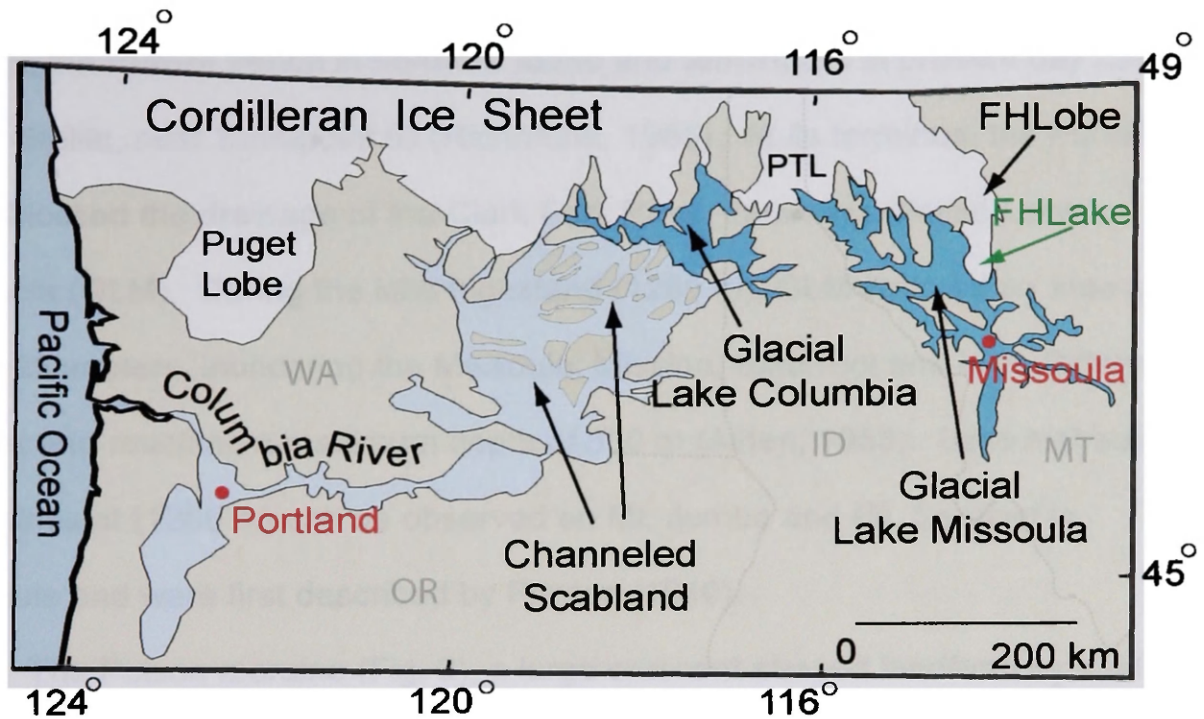 124°
120°
116°
49°
Cordilleran Ice Sheet
FHLobe
PTL
FHLake
Puget
Lobe
Pacific Ocean
WA
Columbia River
Glacial
Lake Columbia
Missoula
ID
MT
Glacial
Lake Missoula
Portland
Channeled
Scabland
OR
45°
0 200 km
124°
120°
116°